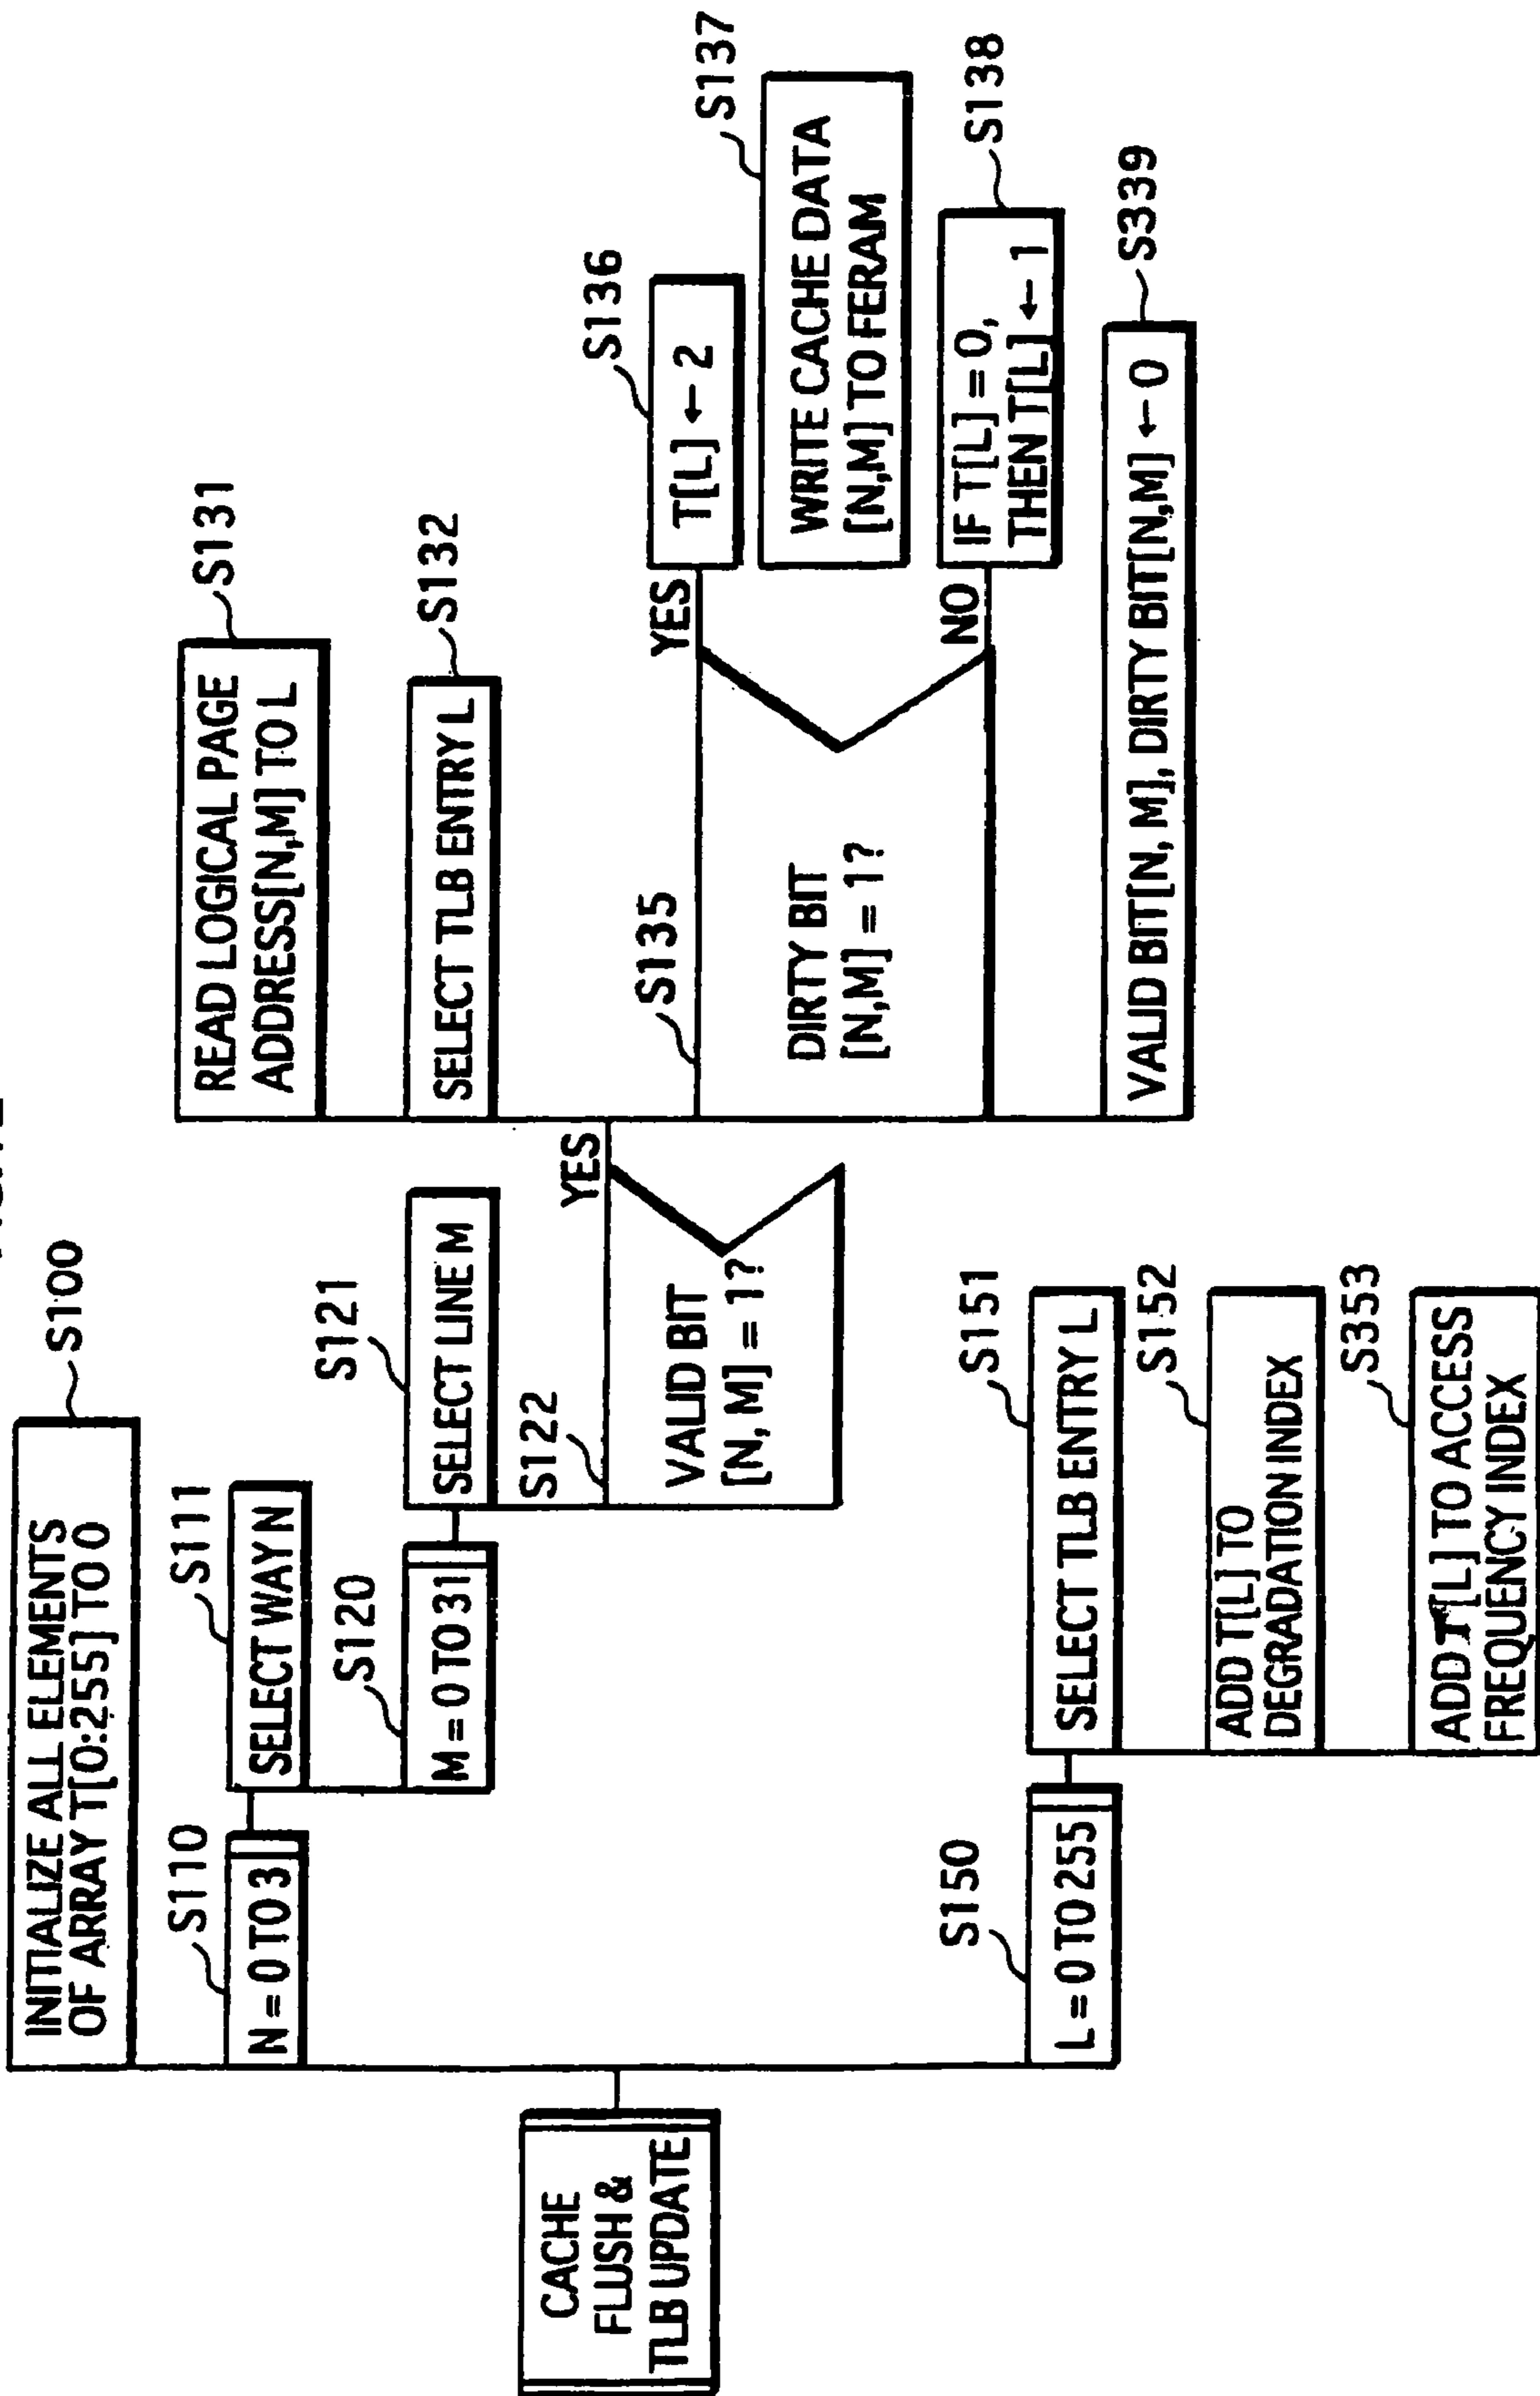 CACHE
FLUSH &
TLB UPDATE
S100
INITIALIZE ALL ELEMENTS
OF ARRAY T[0:255] TO 0
S110
N = 0 TO 3
S111
SELECT WAY N
S120
M = 0 TO 31
S121
SELECT LINE M
S122
VALID BIT
[N, M] = 1?
YES
S131
READ LOGICAL PAGE
ADDRESS[N,M] TO L
S132
SELECT TLB ENTRY L
S135
DIRTY BIT
[N,M] = 1?
YES
S136
T[L] ← 2
S137
WRITE CACHE DATA
[N,M] TO FERAM
NO
S138
IF T[L] = 0,
THEN T[L] ← 1
S339
VALID BIT[N, M], DIRTY BIT[N,M] ← 0
S150
L = 0 TO 255
S151
SELECT TLB ENTRY L
S152
ADD T[L] TO
DEGRADATION INDEX
S353
ADD T[L] TO ACCESS
FREQUENCY INDEX